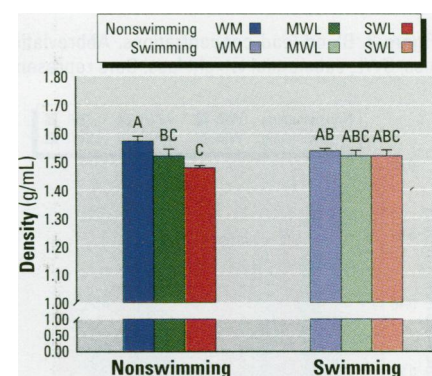 Nonswimming WM MWL SWL
Swimming WM MWL SWL
1.80
1.70
1.60
1.50
1.40
1.30
1.20
1.10
1.00
1.00
0.50
0.00
Density (g/mL)
A
BC
C
AB
ABC
ABC
Nonswimming
Swimming